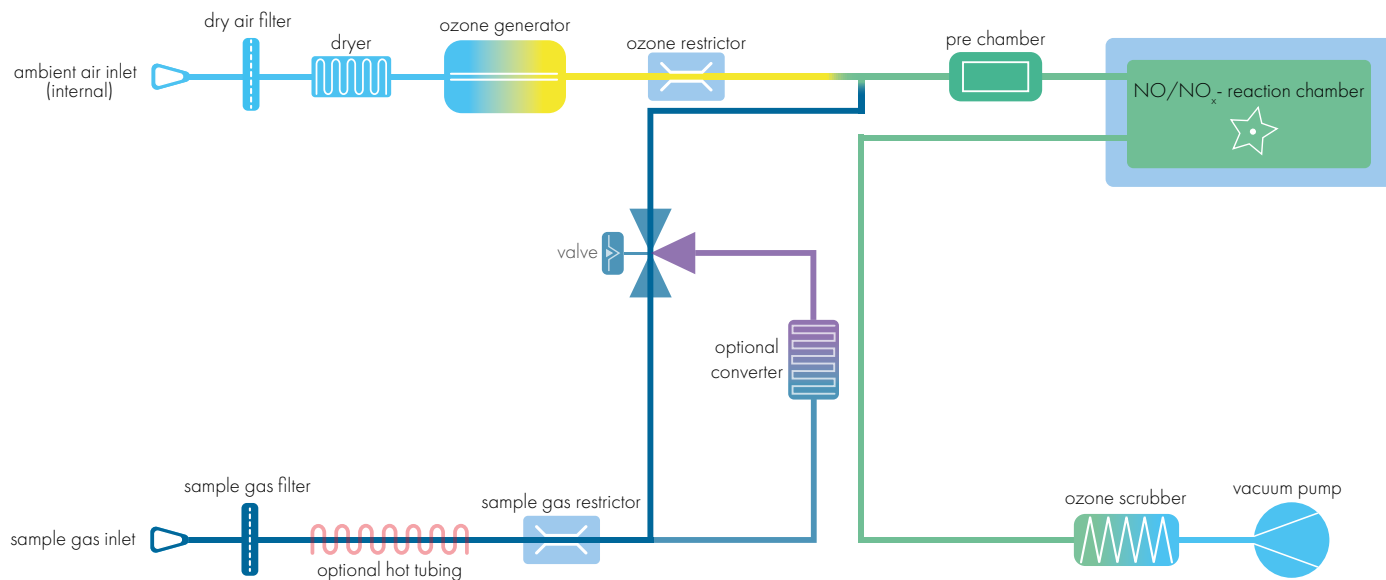 dry air filter
dryer
ozone generator
ozone restrictor
pre chamber
ambient air inlet
(internal)
NO/NOx- reaction chamber
valve
optional
converter
sample gas filter
sample gas restrictor
ozone scrubber
vacuum pump
sample gas inlet
optional hot tubing